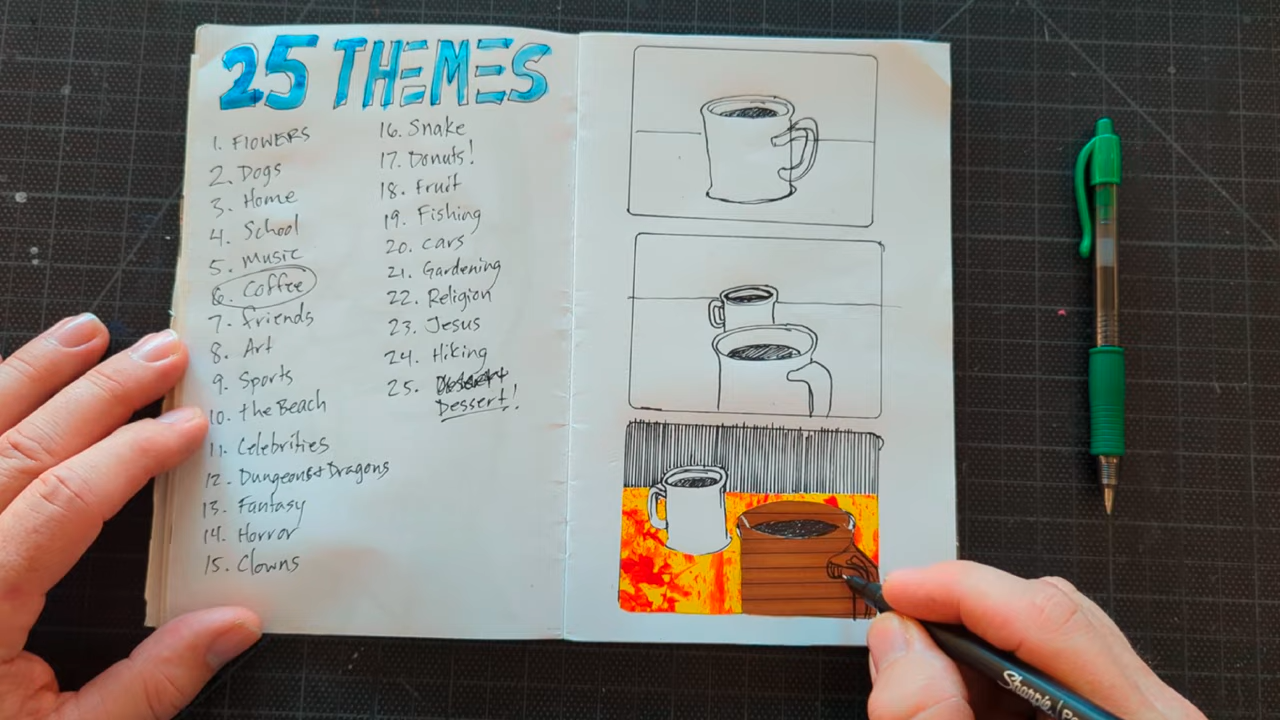 25 THEMES
1. FlOWERS
2. Dogs
3. Home
4. School
5. Music
6. Coffee
7. friends
8. Art
9. Sports
10. the Beach
11. Celebrities
12. Dungeons+Dragons
13. Fantasy
14. Horror
15. Clowns
16. Snake
17. Donuts!
18. Fruit
19. Fishing
20. cars
21. Gardening
22. Religion
23. Jesus
24. Hiking
25.
Dessert!
Sharpie